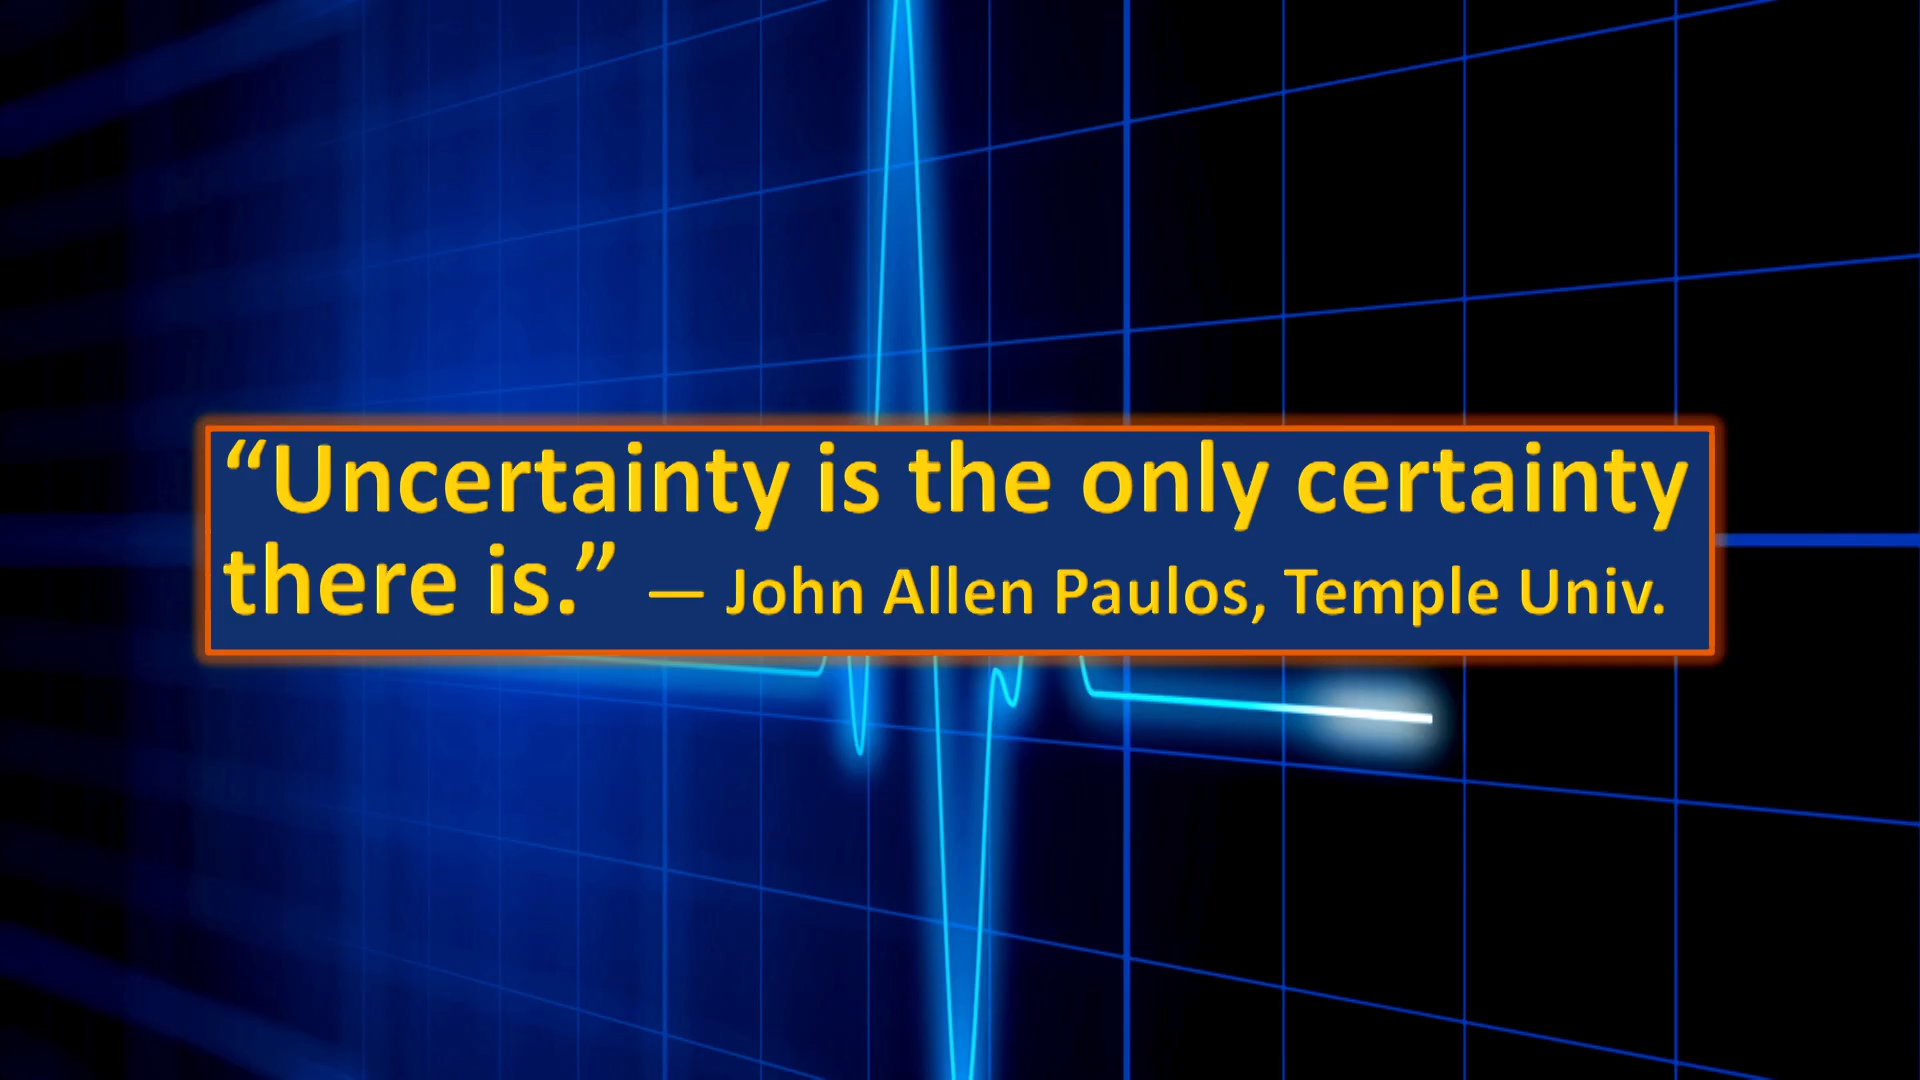 “Uncertainty is the only certainty
there is.” — John Allen Paulos, Temple Univ.